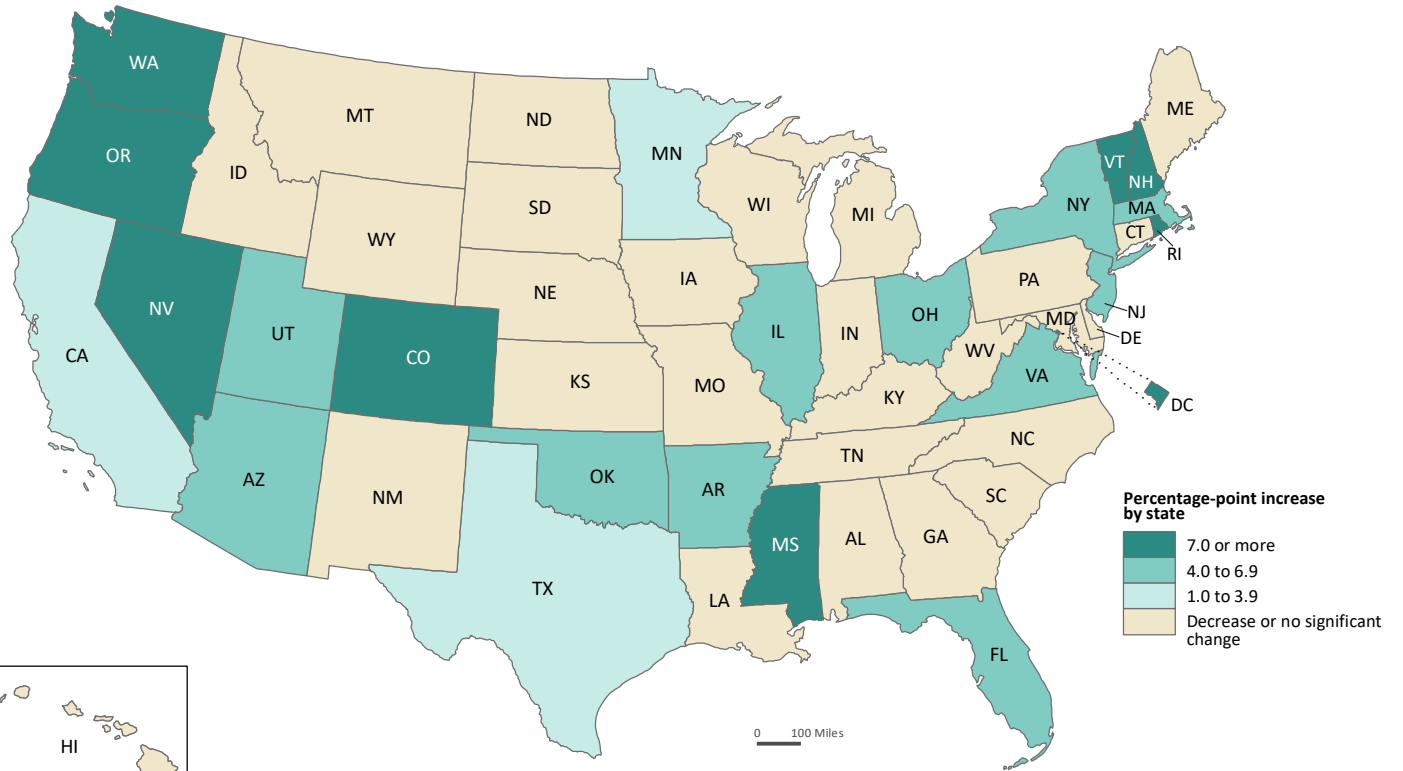 WA
MT
ND
MN
ME
OR
ID
SD
WI
MI
VT
NH
NY
MA
CT
RI
WY
IA
NE
PA
NJ
NV
UT
CO
IL
IN
OH
MD
DE
WV
VA
CA
KS
MO
KY
DC
AZ
NM
OK
AR
TN
NC
SC
MS
AL
GA
TX
LA
FL
HI
Percentage-point increase
by state
7.0 or more
4.0 to 6.9
1.0 to 3.9
Decrease or no significant
change
0 100 Miles